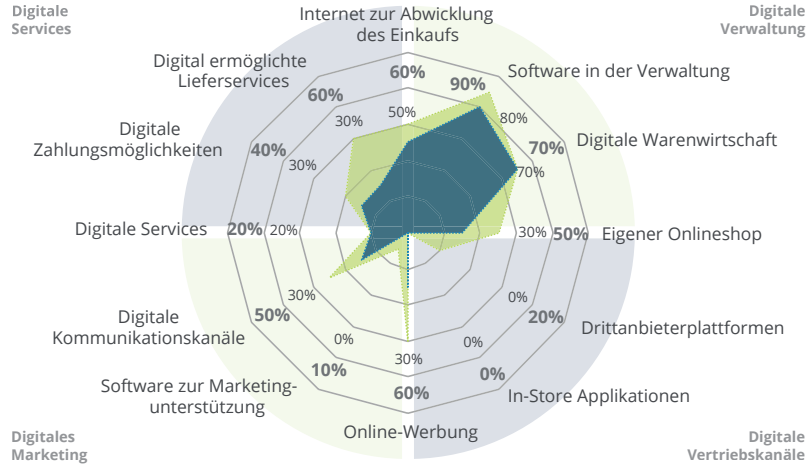 Digitale
Services
Internet zur Abwicklung
des Einkaufs
Digitale
Verwaltung
Digital ermöglichte
Lieferservices
Software in der Verwaltung
60%
90%
60%
50%
30%
80%
Digitale
Zahlungsmöglichkeiten
Digitale Warenwirtschaft
40%
70%
30%
70%
Digitale Services
20%
20%
30%
50%
Eigener Onlineshop
30%
0%
50%
20%
Digitale
Kommunikationskanäle
Drittanbieterplattformen
0%
0%
30%
10%
0%
60%
Software zur Marketing-
unterstützung
In-Store Applikationen
Online-Werbung
Digitales
Marketing
Digitale
Vertriebskanäle